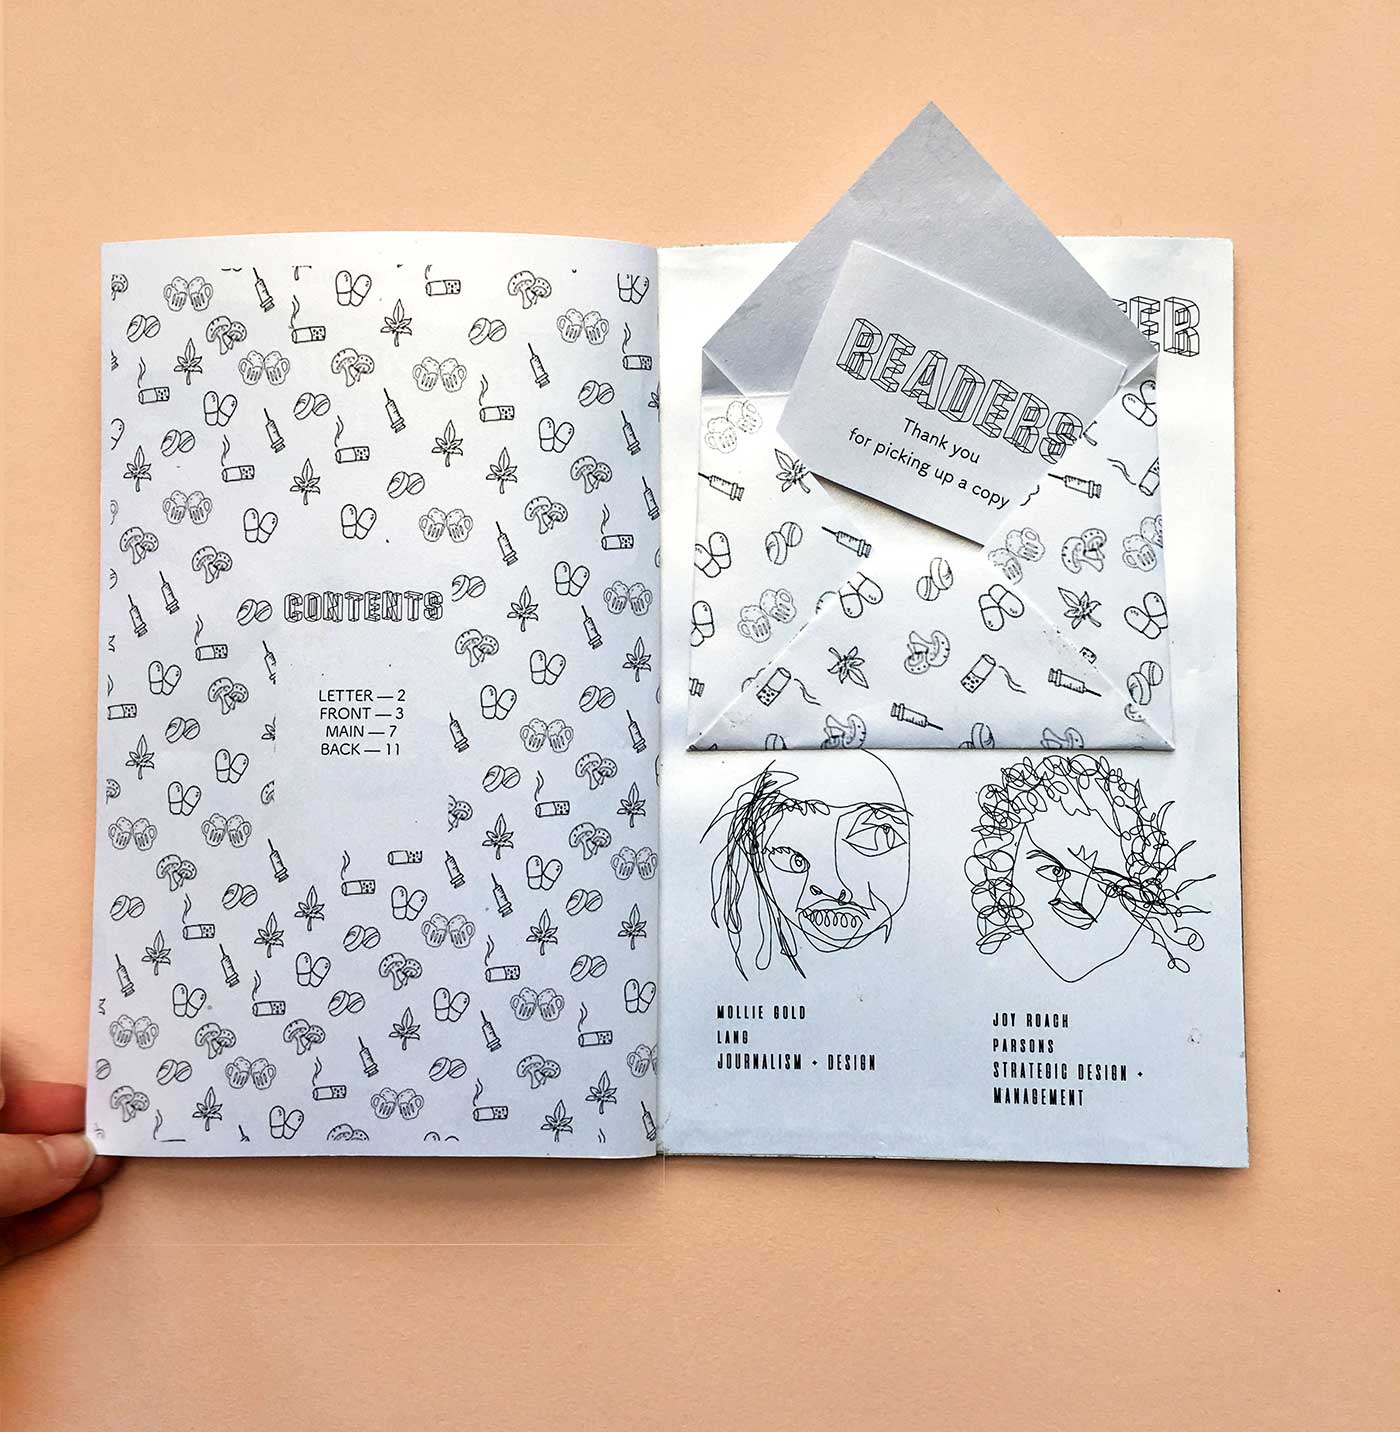 CONTENTS
LETTER — 2
FRONT — 3
MAIN — 7
BACK — 11
READERS
Thank you
for picking up a copy
MOLLIE GOLD
LANG
JOURNALISM + DESIGN
JOY ROACH
PARSONS
STRATEGIC DESIGN +
MANAGEMENT